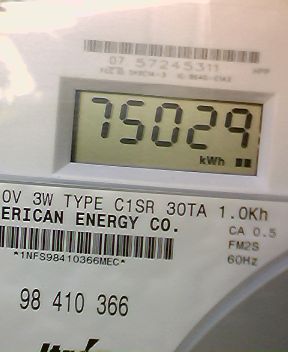 07 57245311
75029
kWh
0V 3W TYPE C1SR 30TA 1.0Kh
ERICAN ENERGY CO.
CA 0.5
FM2S
*1NFS98410366MEC*
60Hz
98 410 366